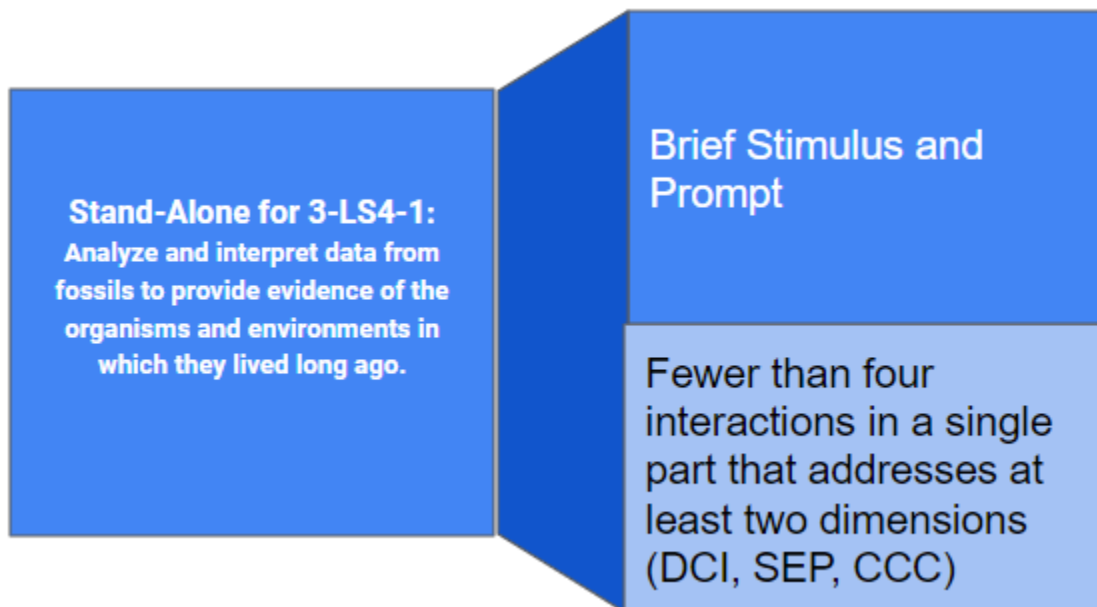 Stand-Alone for 3-LS4-1:
Analyze and interpret data from
fossils to provide evidence of the
organisms and environments in
which they lived long ago.
Brief Stimulus and
Prompt
Fewer than four
interactions in a single
part that addresses at
least two dimensions
(DCI, SEP, CCC)